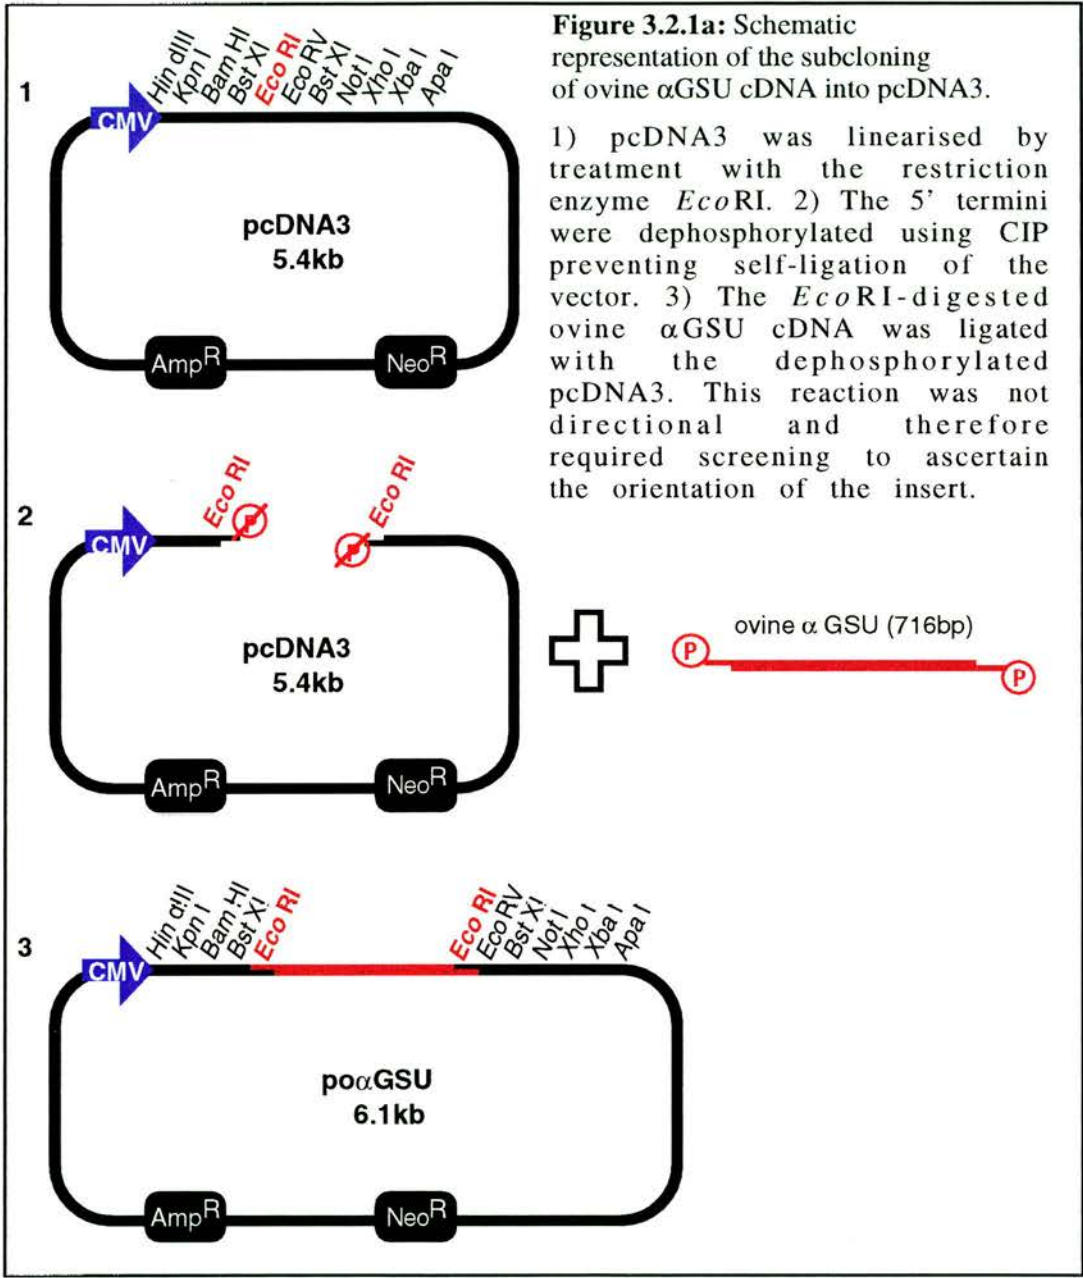 Figure 3.2.1a: Schematic
representation of the subcloning
of ovine αGSU cDNA into pcDNA3.
1) pcDNA3 was linearised by
treatment with the restriction
enzyme EcoRI. 2) The 5' termini
were dephosphorylated using CIP
preventing self-ligation of the
vector. 3) The EcoRI-digested
ovine αGSU cDNA was ligated
with the dephosphorylated
pcDNA3. This reaction was not
directional and therefore
required screening to ascertain
the orientation of the insert.
1
Hin dIII
Kpn I
Bam HI
Bst XI
Eco RI
Eco RV
Bst XI
Not I
Xho I
Xba I
Apa I
CMV
pcDNA3
5.4kb
AmpR
NeoR
2
Eco RI
P
P
Eco RI
CMV
pcDNA3
5.4kb
AmpR
NeoR
ovine α GSU (716bp)
P
P
3
Hin dIII
Kpn I
Bam HI
Bst XI
Eco RI
Eco RI
Eco RV
Bst XI
Not I
Xho I
Xba I
Apa I
CMV
poαGSU
6.1kb
AmpR
NeoR